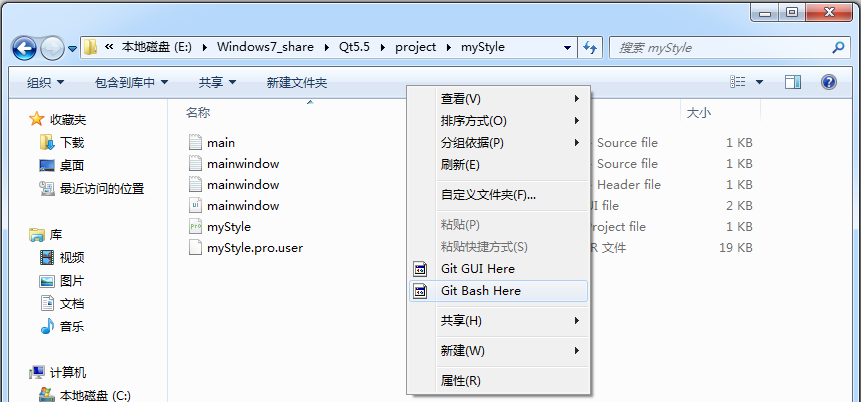 « 本地磁盘 (E:) Windows7_share Qt5.5 project myStyle
搜索 myStyle
组织 包含到库中 共享 新建文件夹
收藏夹
下载
桌面
最近访问的位置
库
视频
图片
文档
音乐
计算机
本地磁盘 (C:)
名称 大小
main Source file 1 KB
mainwindow Source file 1 KB
mainwindow Header file 1 KB
mainwindow UI file 2 KB
myStyle roject file 1 KB
myStyle.pro.user R 文件 19 KB
查看(V)
排序方式(O)
分组依据(P)
刷新(E)
自定义文件夹(F)...
粘贴(P)
粘贴快捷方式(S)
Git GUI Here
Git Bash Here
共享(H)
新建(W)
属性(R)